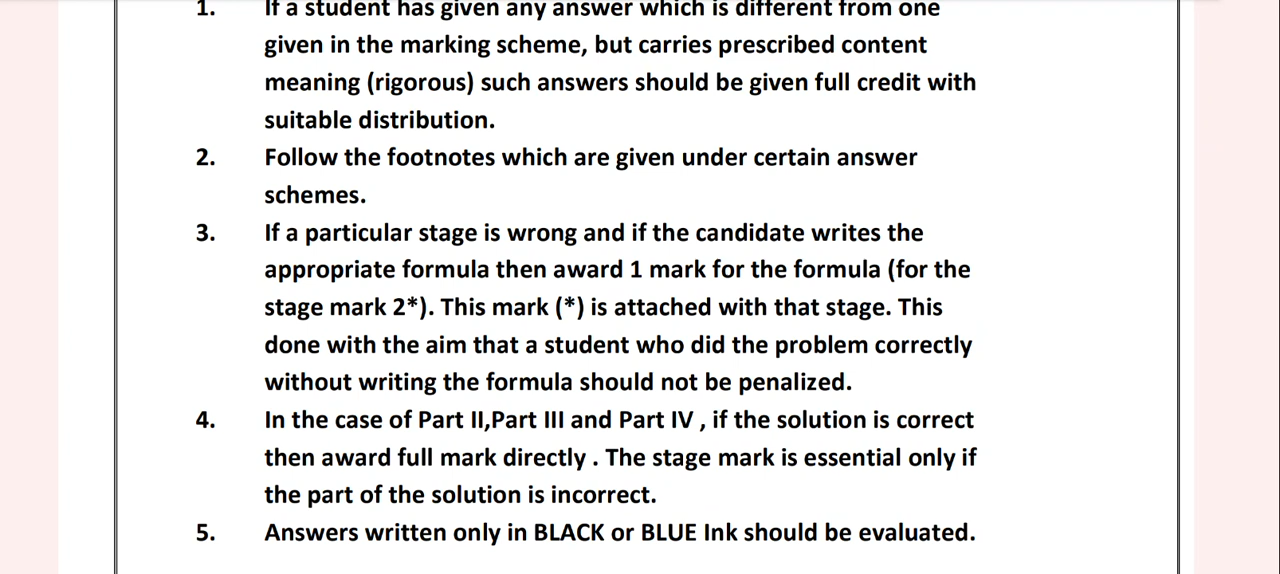 1. If a student has given any answer which is different from one
given in the marking scheme, but carries prescribed content
meaning (rigorous) such answers should be given full credit with
suitable distribution.
2. Follow the footnotes which are given under certain answer
schemes.
3. If a particular stage is wrong and if the candidate writes the
appropriate formula then award 1 mark for the formula (for the
stage mark 2*). This mark (*) is attached with that stage. This
done with the aim that a student who did the problem correctly
without writing the formula should not be penalized.
4. In the case of Part II,Part III and Part IV , if the solution is correct
then award full mark directly . The stage mark is essential only if
the part of the solution is incorrect.
5. Answers written only in BLACK or BLUE Ink should be evaluated.